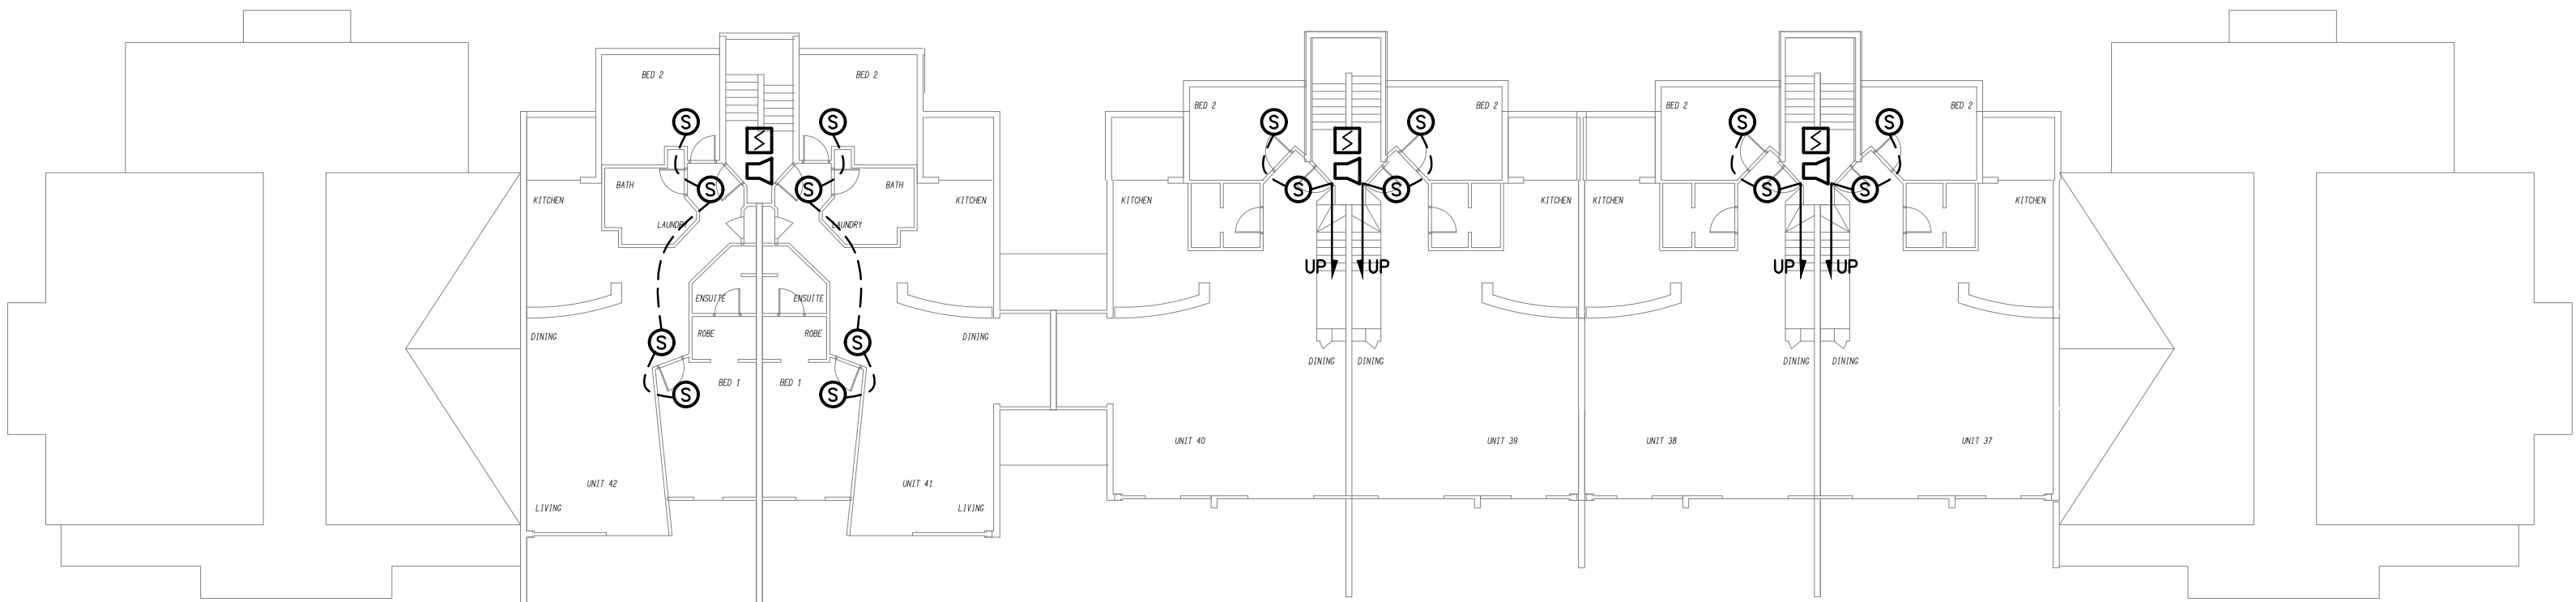 BED 2
BED 2
BED 2
BED 2
BED 2
BED 2
S
S
S
S
S
S
BATH
BATH
S
S
S
S
S
S
KITCHEN
KITCHEN
KITCHEN
KITCHEN
KITCHEN
KITCHEN
LAUNDRY
LAUNDRY
UP
UP
UP
UP
ENSUITE
ENSUITE
DINING
ROBE
ROBE
DINING
S
S
DINING
DINING
DINING
DINING
BED 1
BED 1
S
S
UNIT 40
UNIT 39
UNIT 38
UNIT 37
UNIT 42
UNIT 41
LIVING
LIVING